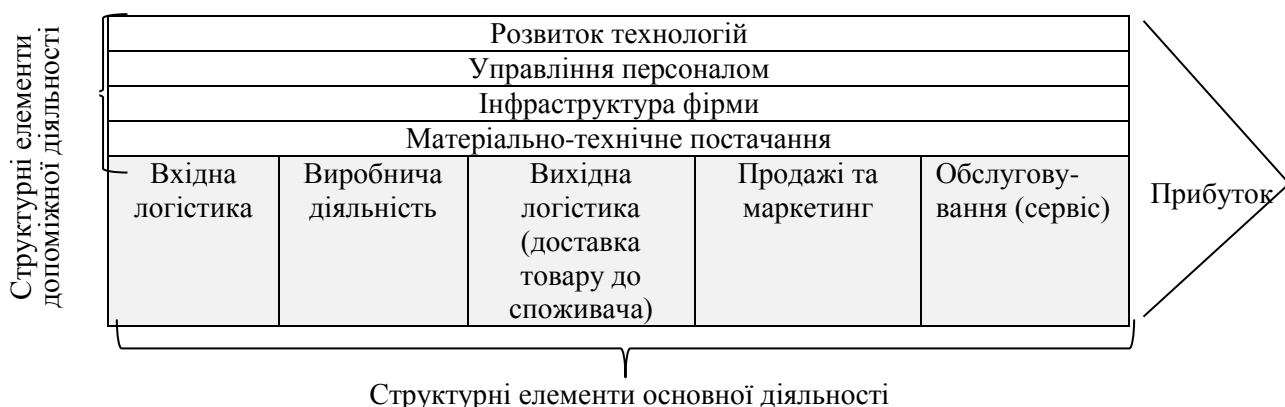 Структурні елементи
допоміжної діяльності
Розвиток технологій
Управління персоналом
Інфраструктура фірми
Матеріально-технічне постачання
Вхідна
логістика
Виробнича
діяльність
Вихідна
логістика
(доставка
товару до
споживача)
Продажі та
маркетинг
Обслугову-
вання (сервіс)
Прибуток
Структурні елементи основної діяльності